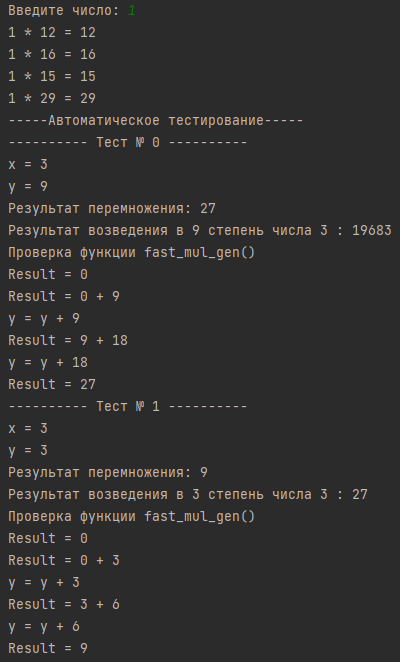 Введите число: 1
1 * 12 = 12
1 * 16 = 16
1 * 15 = 15
1 * 29 = 29
-----Автоматическое тестирование-----
---------- Тест № 0 ----------
x = 3
y = 9
Результат перемножения: 27
Результат возведения в 9 степень числа 3 : 19683
Проверка функции fast_mul_gen()
Result = 0
Result = 0 + 9
y = y + 9
Result = 9 + 18
y = y + 18
Result = 27
---------- Тест № 1 ----------
x = 3
y = 3
Результат перемножения: 9
Результат возведения в 3 степень числа 3 : 27
Проверка функции fast_mul_gen()
Result = 0
Result = 0 + 3
y = y + 3
Result = 3 + 6
y = y + 6
Result = 9